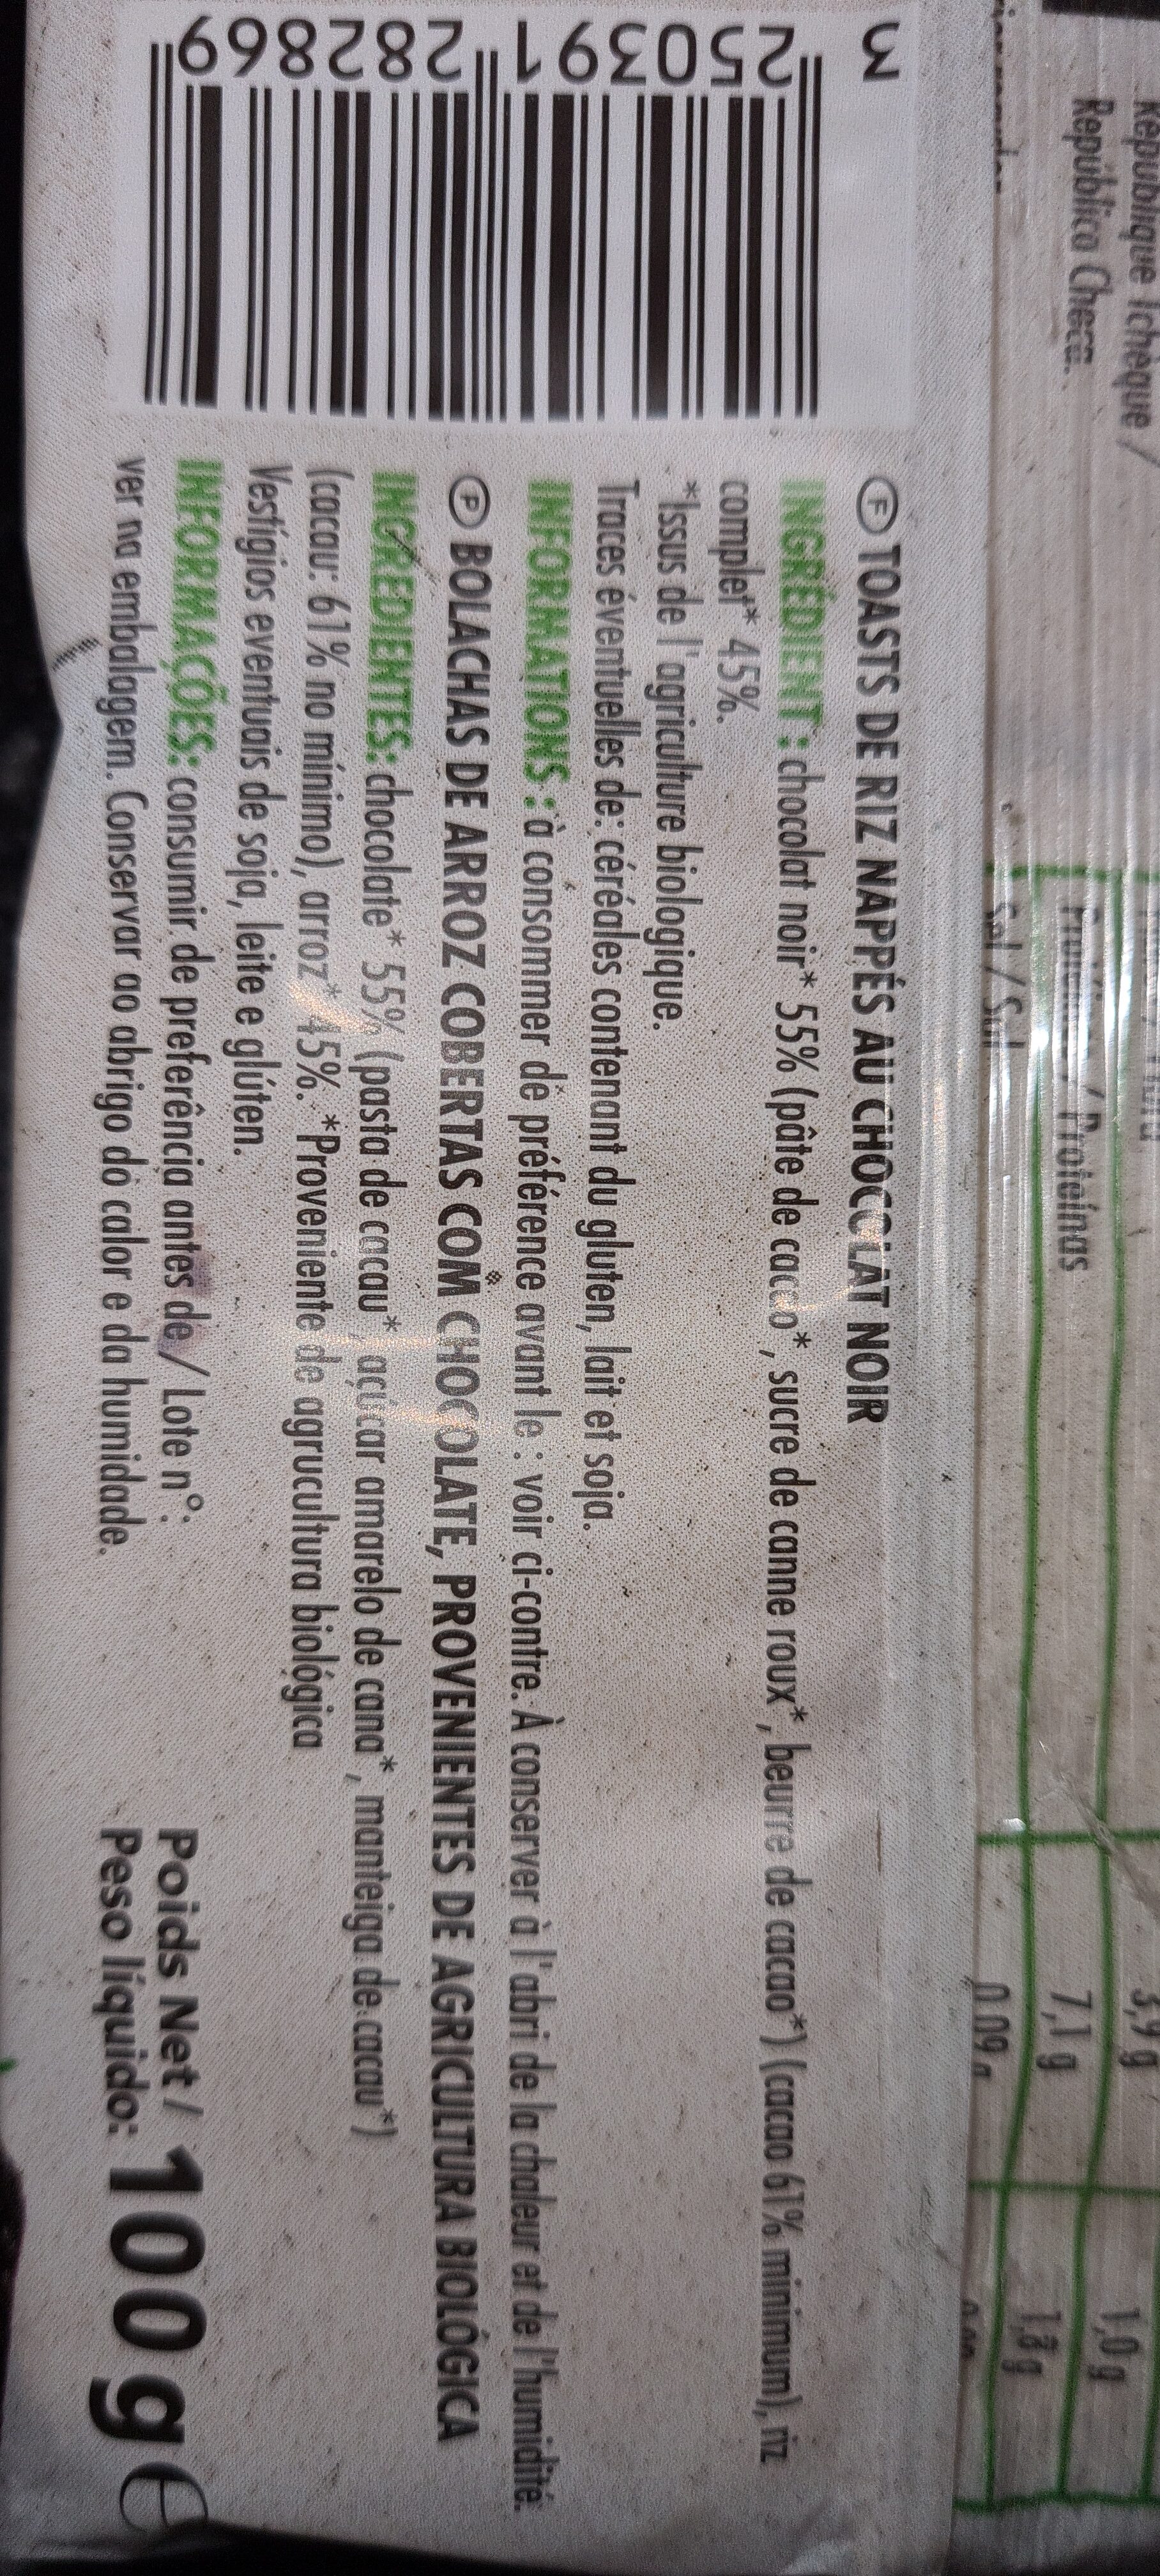 République Tchèque /
República Checa.
3,9 g
1,0 g
Protéines / Proteínas
7,1 g
1,8 g
Sel / Sal
0,09 g
F TOASTS DE RIZ NAPPÉS AU CHOCOLAT NOIR
INGRÉDIENT : chocolat noir* 55% (pâte de cacao*, sucre de canne roux*, beurre de cacao*) (cacao 61% minimum), riz
complet* 45%.
*Issus de l'agriculture biologique.
Traces éventuelles de: céréales contenant du gluten, lait et soja.
INFORMATIONS : à consommer de préférence avant le : voir ci-contre. À conserver à l'abri de la chaleur et de l'humidité.
P BOLACHAS DE ARROZ COBERTAS COM CHOCOLATE, PROVENIENTES DE AGRICULTURA BIOLÓGICA
INGREDIENTES: chocolate* 55% (pasta de cacau*, açúcar amarelo de cana*, manteiga de cacau*)
(cacau: 61% no mínimo), arroz* 45%. *Proveniente de agrucultura biológica
Vestígios eventuais de soja, leite e glúten.
INFORMAÇÕES: consumir de preferência antes de / Lote nº:
ver na embalagem. Conservar ao abrigo do calor e da humidade.
Poids Net /
Peso líquido: 100 g e
3 250391 282869